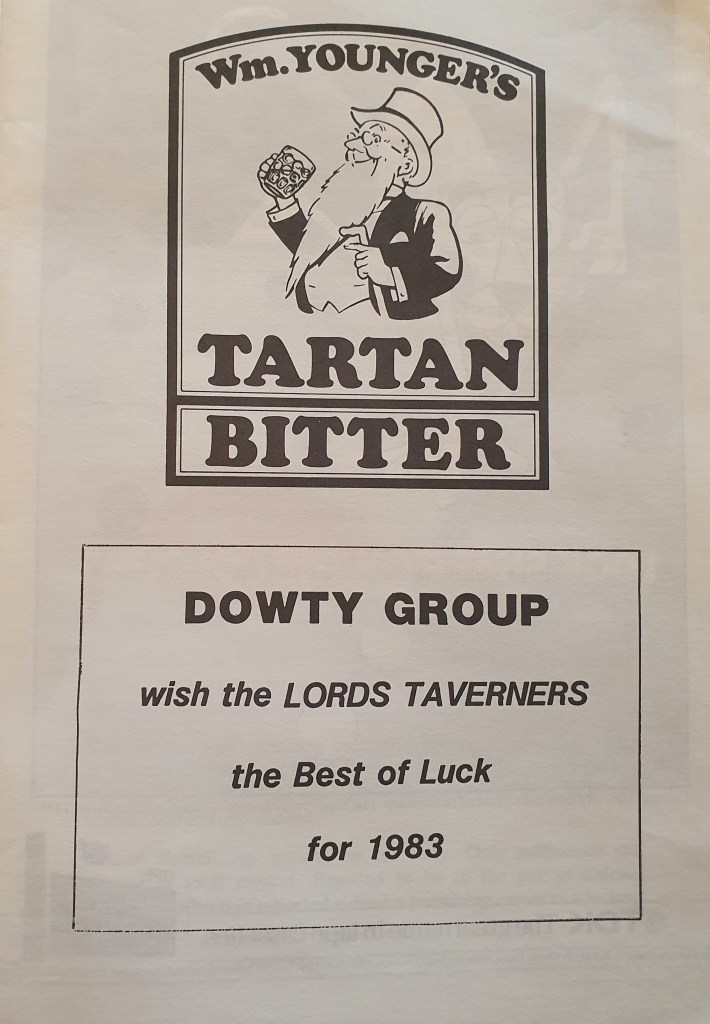 Wm. YOUNGER'S
TARTAN
BITTER
DOWTY GROUP
wish the LORDS TAVERNERS
the Best of Luck
for 1983